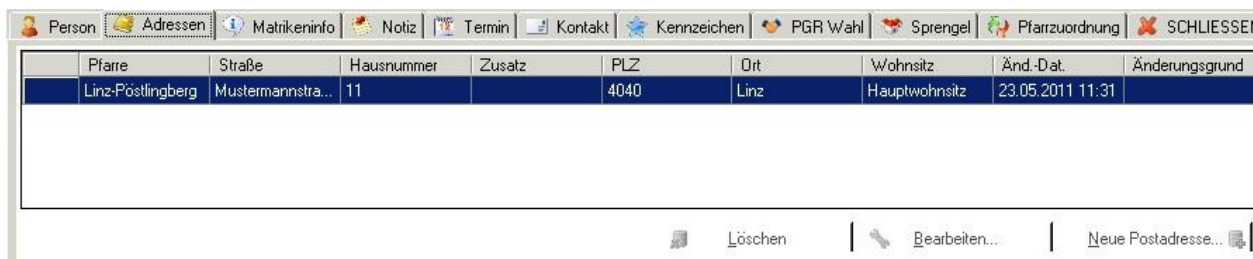 Person Adressen Matrikeninfo Notiz Termin Kontakt Kennzeichen PGR Wahl Sprengel Pfarrzuordnung SCHLIESSEN
Pfarre Straße Hausnummer Zusatz PLZ Ort Wohnsitz Änd.-Dat. Änderungsgrund
Linz-Pöstlingberg Mustermannstra... 11 4040 Linz Hauptwohnsitz 23.05.2011 11:31
Löschen Bearbeiten... Neue Postadresse...